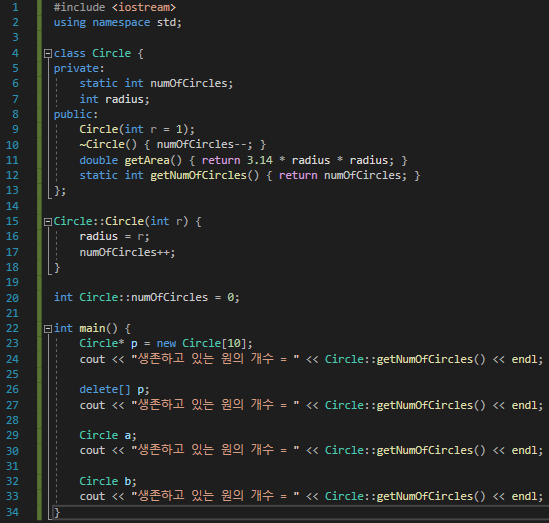 1 #include <iostream>
2 using namespace std;
3
4 class Circle {
5 private:
6 static int numOfCircles;
7 int radius;
8 public:
9 Circle(int r = 1);
10 ~Circle() { numOfCircles--; }
11 double getArea() { return 3.14 * radius * radius; }
12 static int getNumOfCircles() { return numOfCircles; }
13 };
14
15 Circle::Circle(int r) {
16 radius = r;
17 numOfCircles++;
18 }
19
20 int Circle::numOfCircles = 0;
21
22 int main() {
23 Circle* p = new Circle[10];
24 cout << "생존하고 있는 원의 개수 = " << Circle::getNumOfCircles() << endl;
25
26 delete[] p;
27 cout << "생존하고 있는 원의 개수 = " << Circle::getNumOfCircles() << endl;
28
29 Circle a;
30 cout << "생존하고 있는 원의 개수 = " << Circle::getNumOfCircles() << endl;
31
32 Circle b;
33 cout << "생존하고 있는 원의 개수 = " << Circle::getNumOfCircles() << endl;
34 }